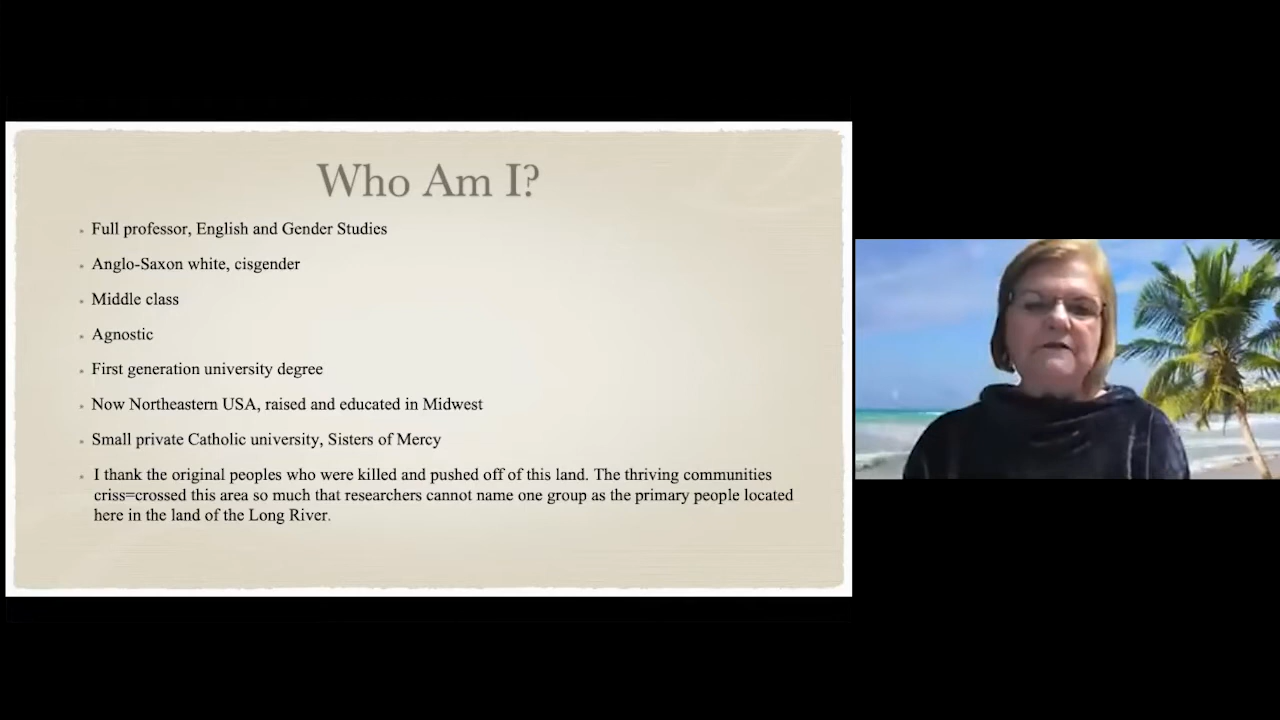 Who Am I?
Full professor, English and Gender Studies
Anglo-Saxon white, cisgender
Middle class
Agnostic
First generation university degree
Now Northeastern USA, raised and educated in Midwest
Small private Catholic university, Sisters of Mercy
I thank the original peoples who were killed and pushed off of this land. The thriving communities
criss=crossed this area so much that researchers cannot name one group as the primary people located
here in the land of the Long River.